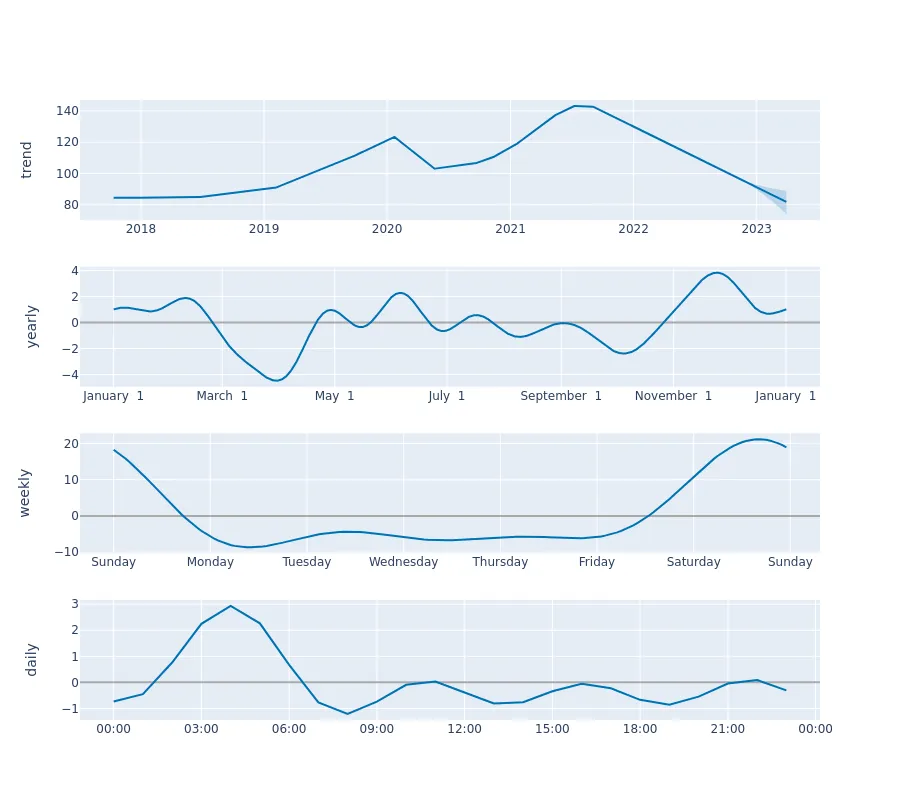 trend
140
120
100
80
2018 2019 2020 2021 2022 2023
yearly
4
2
0
−2
−4
January 1 March 1 May 1 July 1 September 1 November 1 January 1
weekly
20
10
0
−10
Sunday Monday Tuesday Wednesday Thursday Friday Saturday Sunday
daily
3
2
1
0
−1
00:00 03:00 06:00 09:00 12:00 15:00 18:00 21:00 00:00